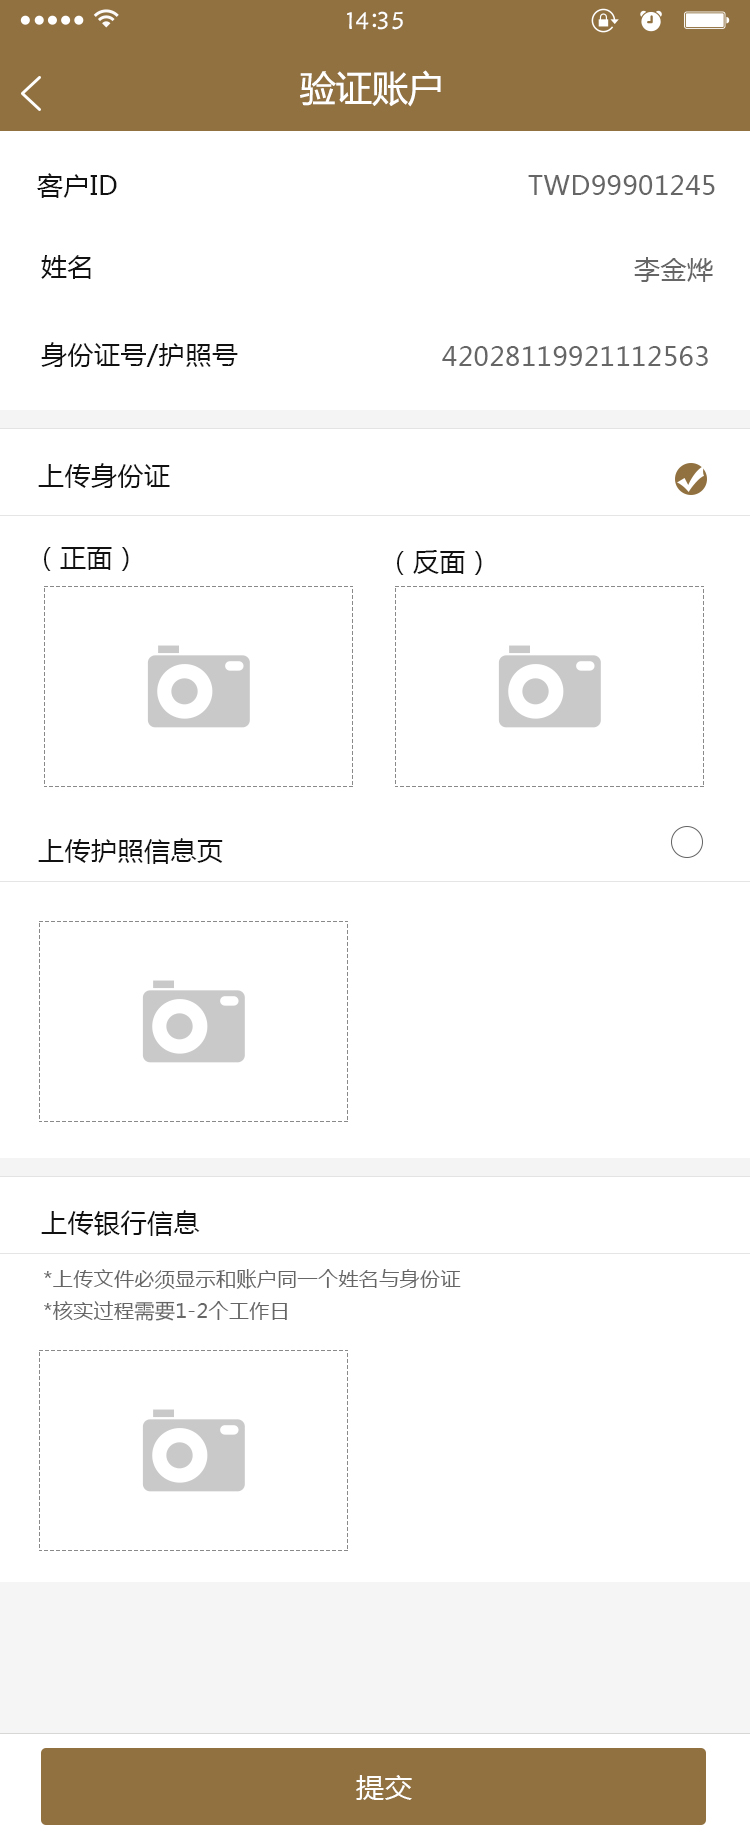 14:35
验证账户
客户ID TWD99901245
姓名 李金烨
身份证号/护照号 42028119921112563
上传身份证
（正面） （反面）
上传护照信息页
上传银行信息
*上传文件必须显示和账户同一个姓名与身份证
*核实过程需要1-2个工作日
提交